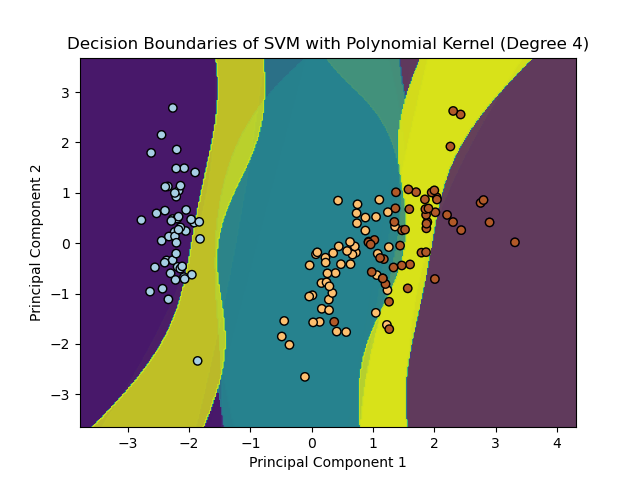 Decision Boundaries of SVM with Polynomial Kernel (Degree 4)
3
2
1
0
−1
−2
−3
Principal Component 2
−3 −2 −1 0 1 2 3 4
Principal Component 1